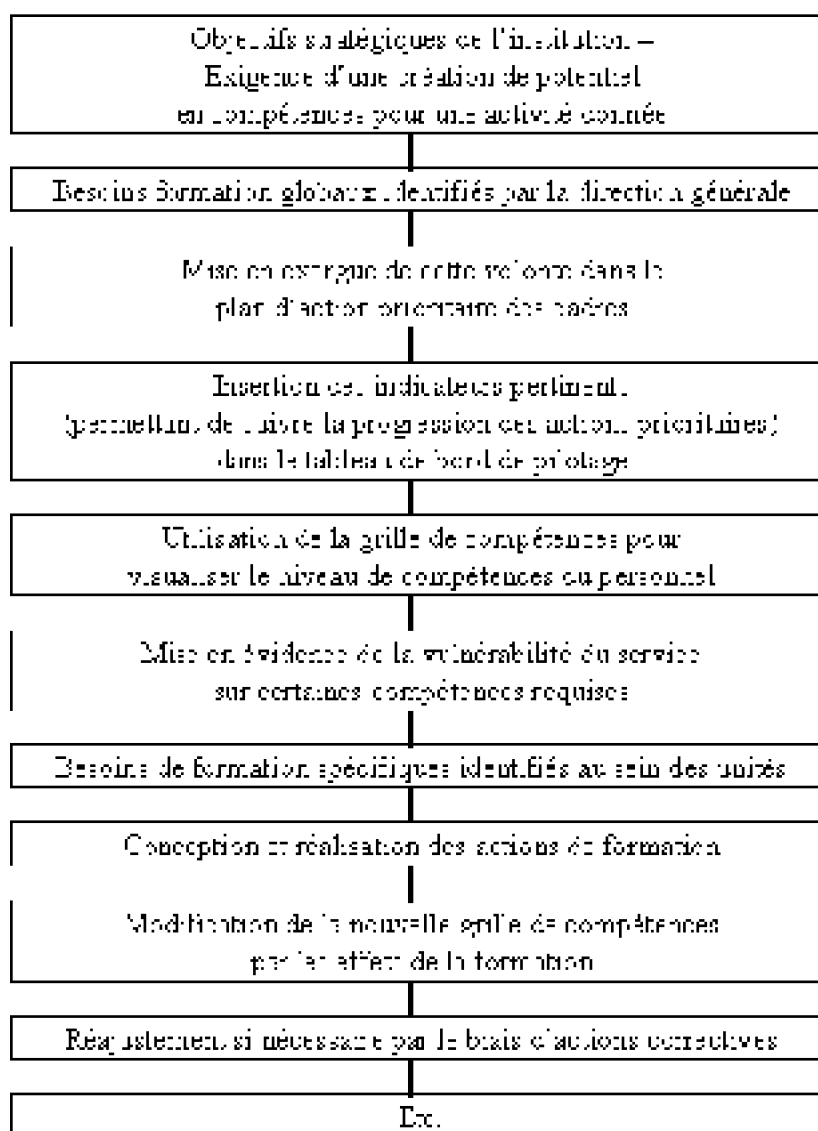 Objectifs stratégiques de l'institution –
Exigence d'une création de potentiel
en compétences pour une activité donnée
Besoins formation globaux identifiés par la direction générale
Mise en exergue de cette volonté dans le
plan d'action prioritaire des cadres
Insertion des indicateurs pertinents
(permettant de suivre la progression des actions prioritaires)
dans le tableau de bord de pilotage
Utilisation de la grille de compétences pour
visualiser le niveau de compétences du personnel
Mise en évidence de la vulnérabilité du service
sur certaines compétences requises
Besoins de formation spécifiques identifiés au sein des unités
Conception et réalisation des actions de formation
Modification de la nouvelle grille de compétences
par les effets de la formation
Réajustement si nécessaire par le biais d'actions correctives
Etc.